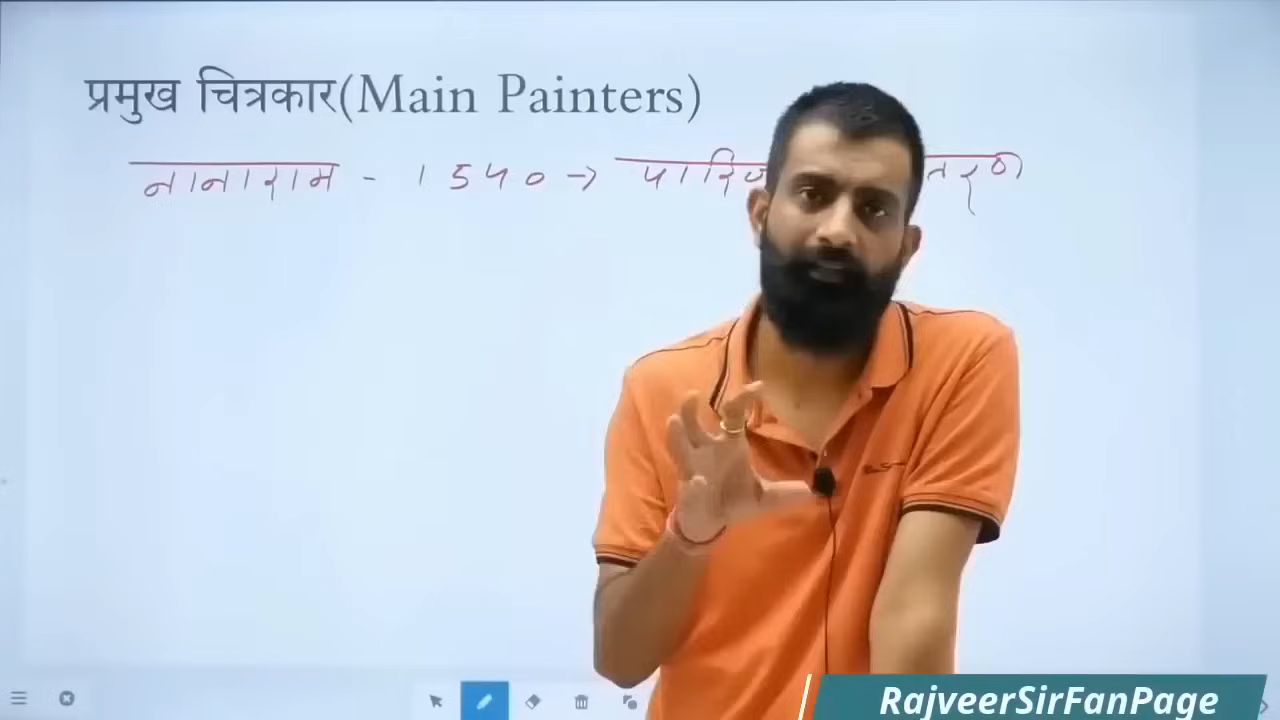 प्रमुख चित्रकार(Main Painters)
नानाराम - 1540 →
RajveerSirFanPage